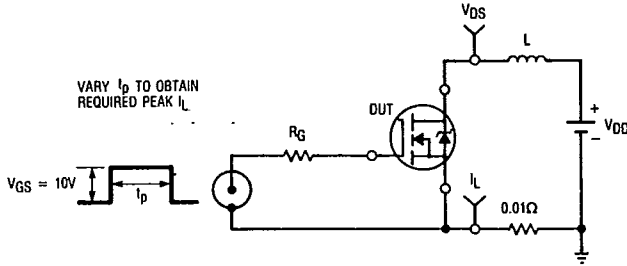 VDS
L
VARY tp TO OBTAIN
REQUIRED PEAK IL
DUT
RG
+
VDD
−
VGS = 10V
tp
IL
0.01Ω